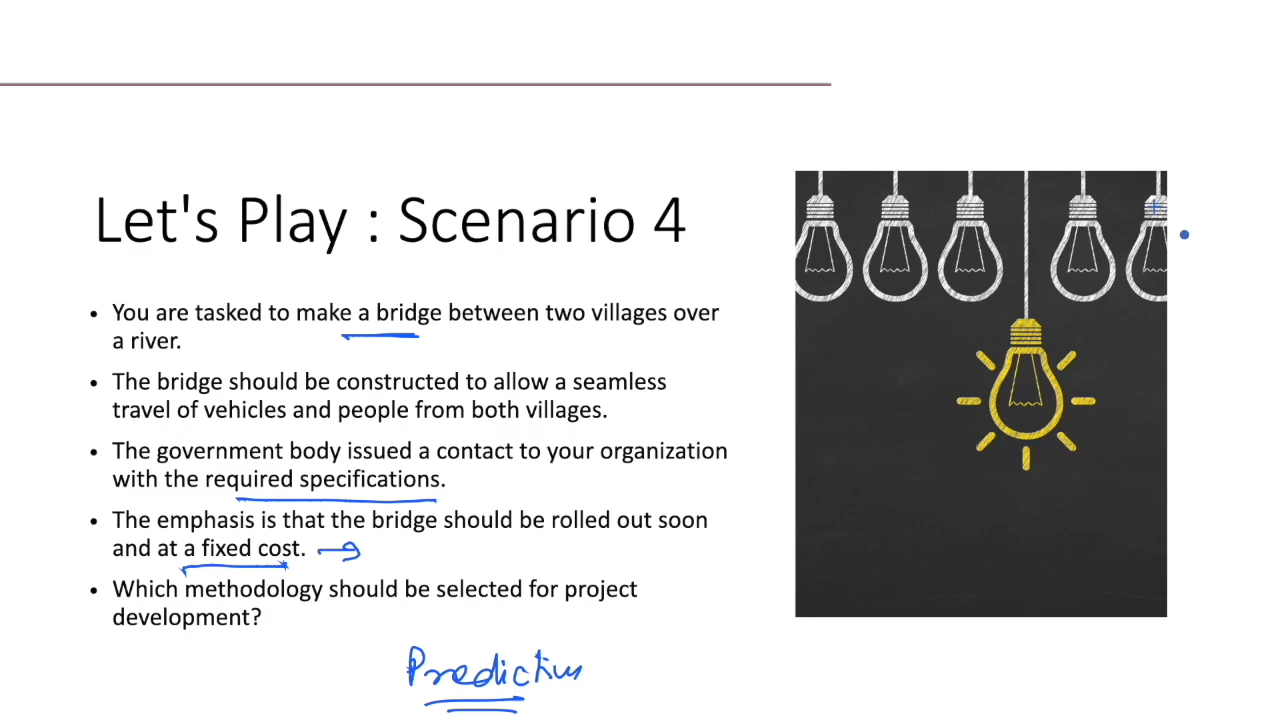 Let's Play : Scenario 4
• You are tasked to make a bridge between two villages over
a river.
• The bridge should be constructed to allow a seamless
travel of vehicles and people from both villages.
• The government body issued a contact to your organization
with the required specifications.
• The emphasis is that the bridge should be rolled out soon
and at a fixed cost.
• Which methodology should be selected for project
development?
Predictive